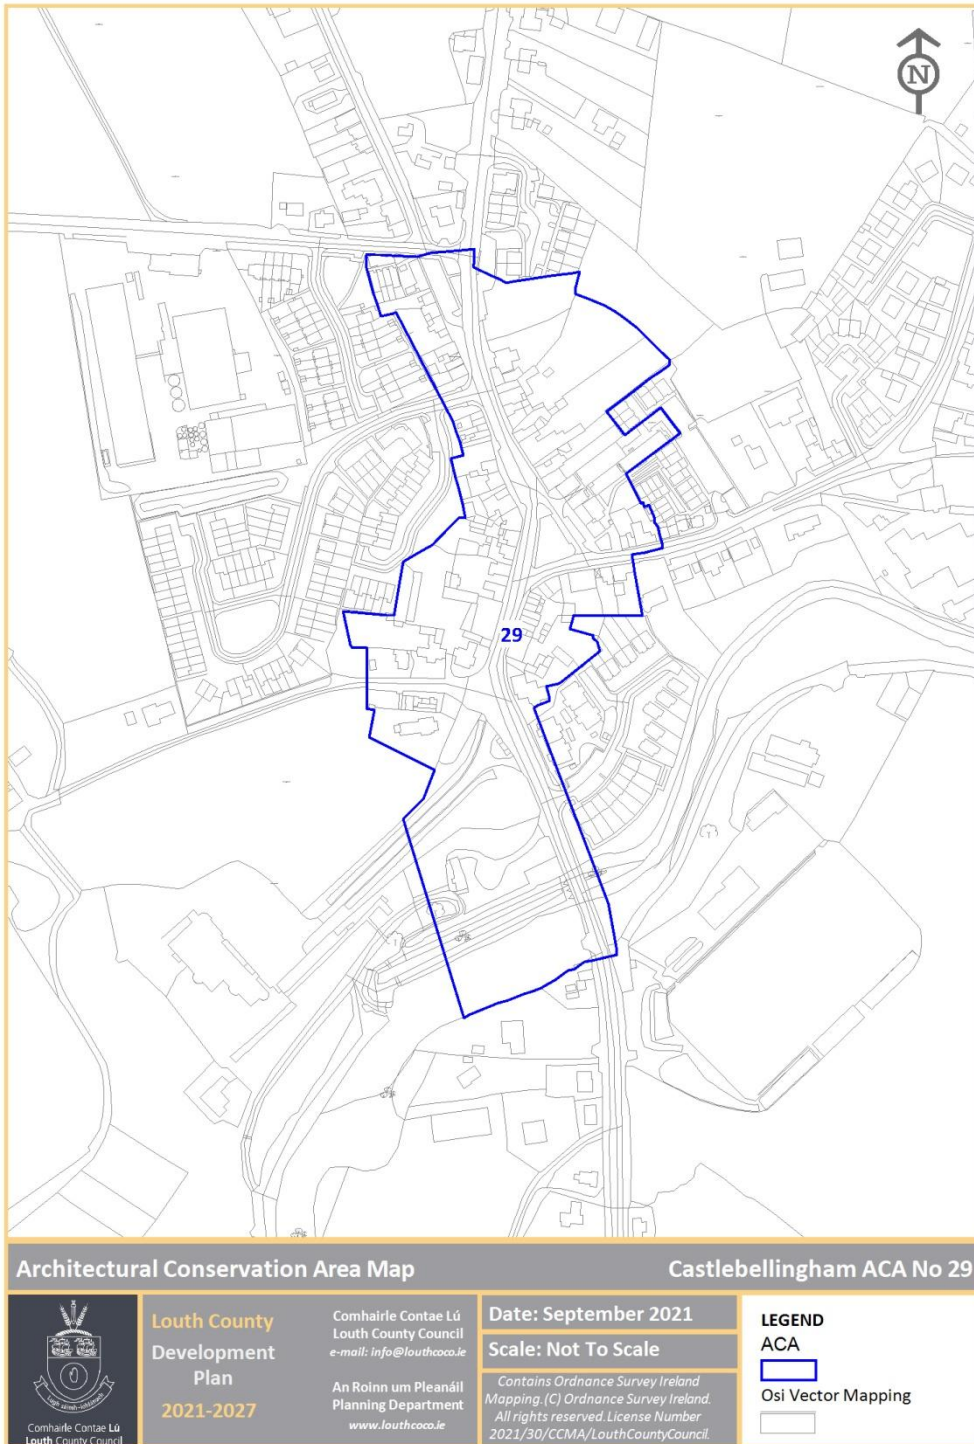 N
29
Architectural Conservation Area Map
Castlebellingham ACA No 29
Comhairle Contae Lú
Louth County Council
Louth County
Development
Plan
2021-2027
Comhairle Contae Lú
Louth County Council
e-mail: info@louthcoco.ie
An Roinn um Pleanáil
Planning Department
www.louthcoco.ie
Date: September 2021
Scale: Not To Scale
Contains Ordnance Survey Ireland
Mapping.(C) Ordnance Survey Ireland.
All rights reserved.License Number
2021/30/CCMA/LouthCountyCouncil.
LEGEND
ACA
Osi Vector Mapping